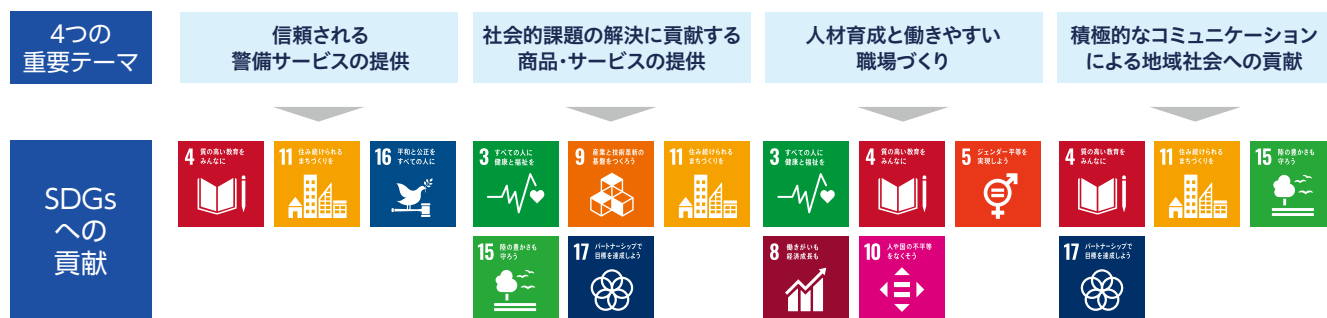 4つの
重要テーマ
信頼される
警備サービスの提供
社会的課題の解決に貢献する
商品・サービスの提供
人材育成と働きやすい
職場づくり
積極的なコミュニケーション
による地域社会への貢献
SDGs
への
貢献
4 質の高い教育を
みんなに
11 住み続けられる
まちづくりを
16 平和と公正を
すべての人に
3 すべての人に
健康と福祉を
9 産業と技術革新の
基盤をつくろう
11 住み続けられる
まちづくりを
15 陸の豊かさも
守ろう
17 パートナーシップで
目標を達成しよう
3 すべての人に
健康と福祉を
4 質の高い教育を
みんなに
5 ジェンダー平等を
実現しよう
8 働きがいも
経済成長も
10 人や国の不平等
をなくそう
4 質の高い教育を
みんなに
11 住み続けられる
まちづくりを
15 陸の豊かさも
守ろう
17 パートナーシップで
目標を達成しよう